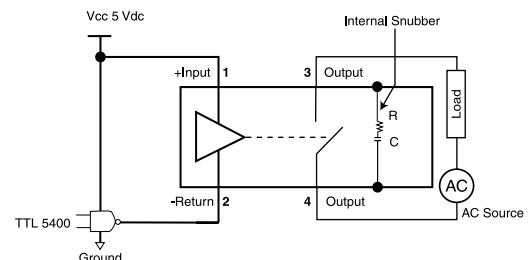 Vcc 5 Vdc
Internal Snubber
+Input 1
3 Output
R
C
Load
AC
AC Source
-Return 2
4 Output
TTL 5400
Ground